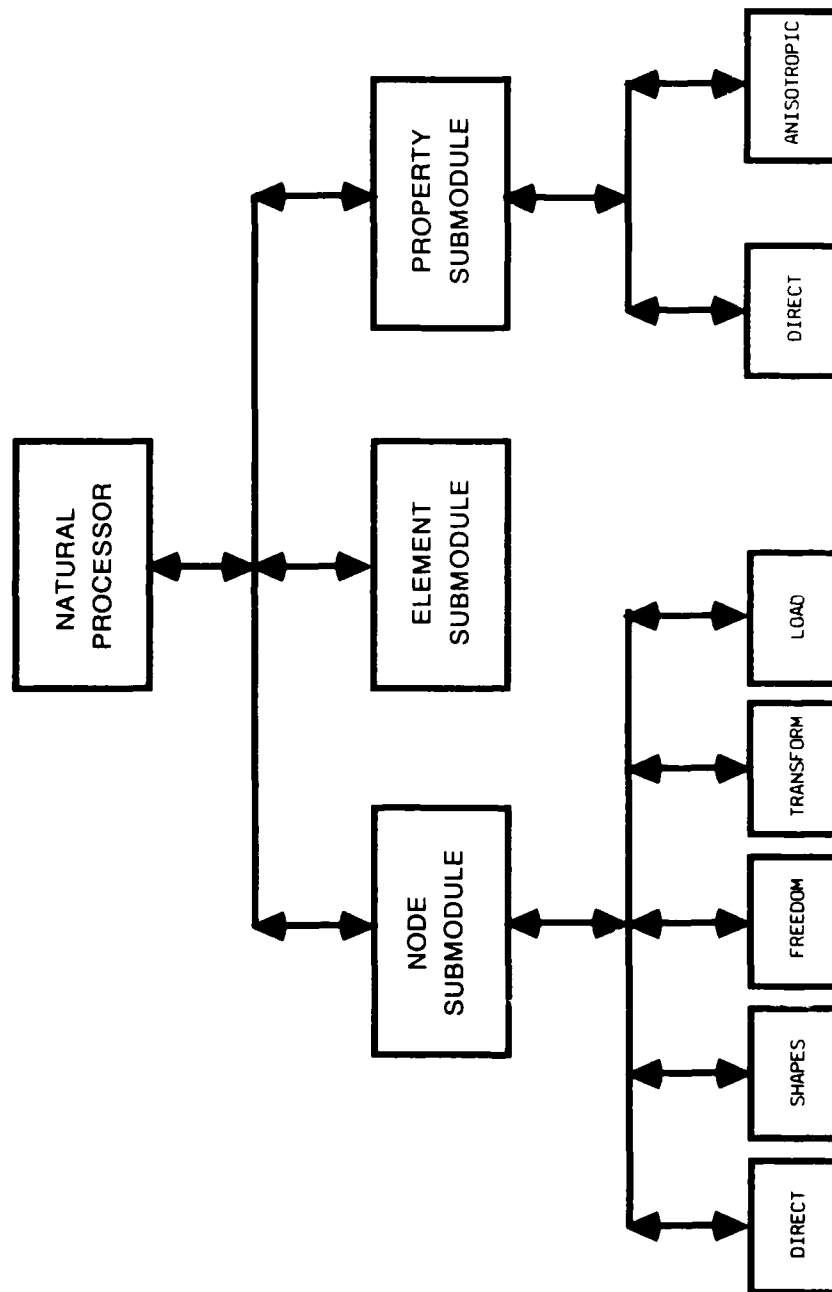 NATURAL
PROCESSOR
NODE
SUBMODULE
ELEMENT
SUBMODULE
PROPERTY
SUBMODULE
DIRECT
SHAPES
FREEDOM
TRANSFORM
LOAD
DIRECT
ANISOTROPIC